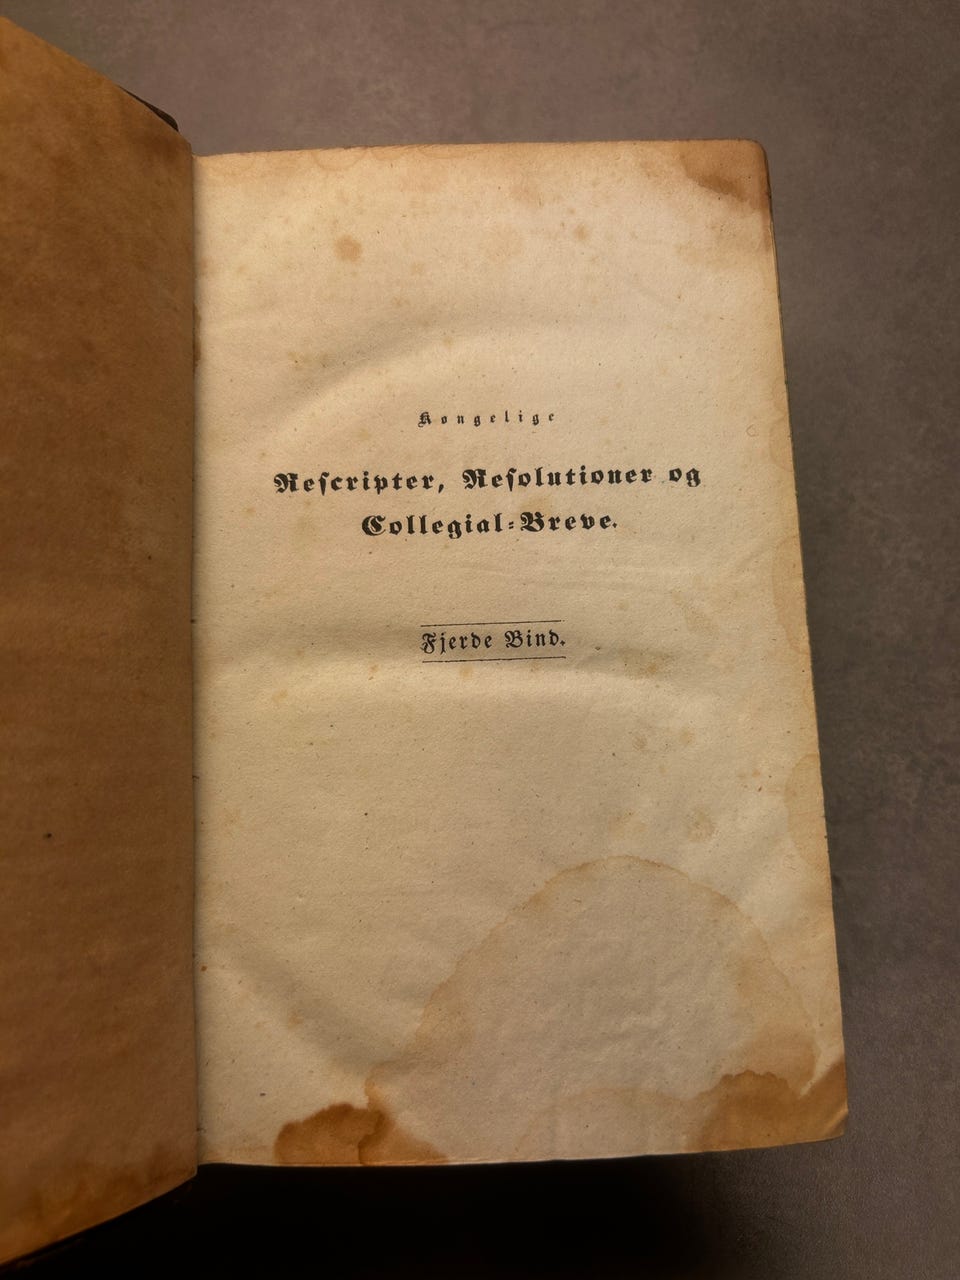 Kongelige
Reſcripter, Reſolutioner og
Collegial-Breve.
Fjerde Bind.